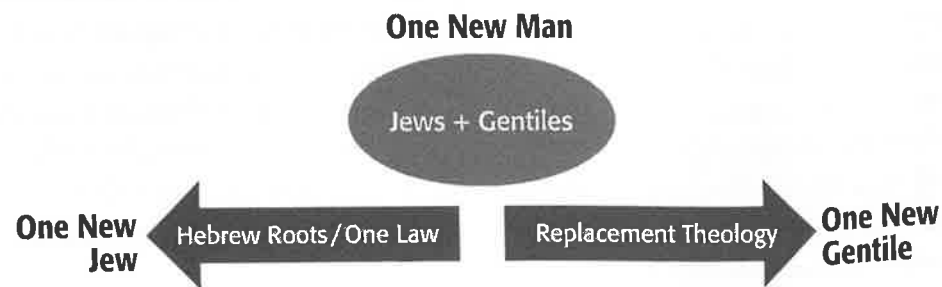 One New Man
Jews + Gentiles
One New
Jew
Hebrew Roots/One Law
Replacement Theology
One New
Gentile